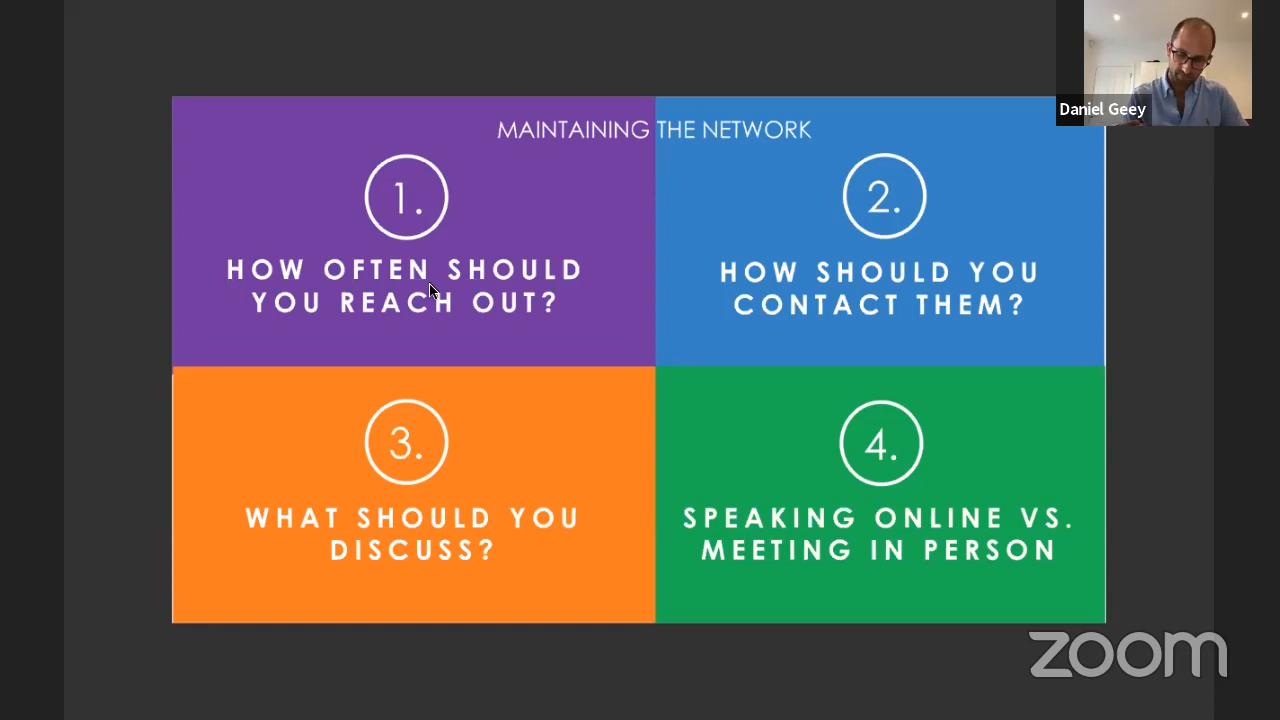 Daniel Geey
MAINTAINING THE NETWORK
1.
HOW OFTEN SHOULD
YOU REACH OUT?
2.
HOW SHOULD YOU
CONTACT THEM?
3.
WHAT SHOULD YOU
DISCUSS?
4.
SPEAKING ONLINE VS.
MEETING IN PERSON
zoom